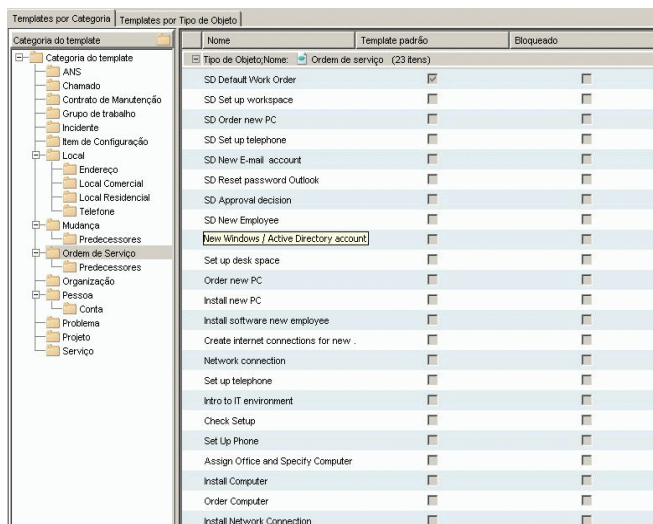 Templates por Categoria
Templates por Tipo de Objeto
Categoria do template
Categoria do template
ANS
Chamado
Contrato de Manutenção
Grupo de trabalho
Incidente
Item de Configuração
Local
Endereço
Local Comercial
Local Residencial
Telefone
Mudança
Predecessores
Ordem de Serviço
Predecessores
Organização
Pessoa
Conta
Problema
Projeto
Serviço
Nome
Template padrão
Bloqueado
Tipo de Objeto;Nome: Ordem de serviço (23 itens)
SD Default Work Order
SD Set up workspace
SD Order new PC
SD Set up telephone
SD New E-mail account
SD Reset password Outlook
SD Approval decision
SD New Employee
New Windows / Active Directory account
Set up desk space
Order new PC
Install new PC
Install software new employee
Create internet connections for new .
Network connection
Set up telephone
Intro to IT environment
Check Setup
Set Up Phone
Assign Office and Specify Computer
Install Computer
Order Computer
Install Network Connection